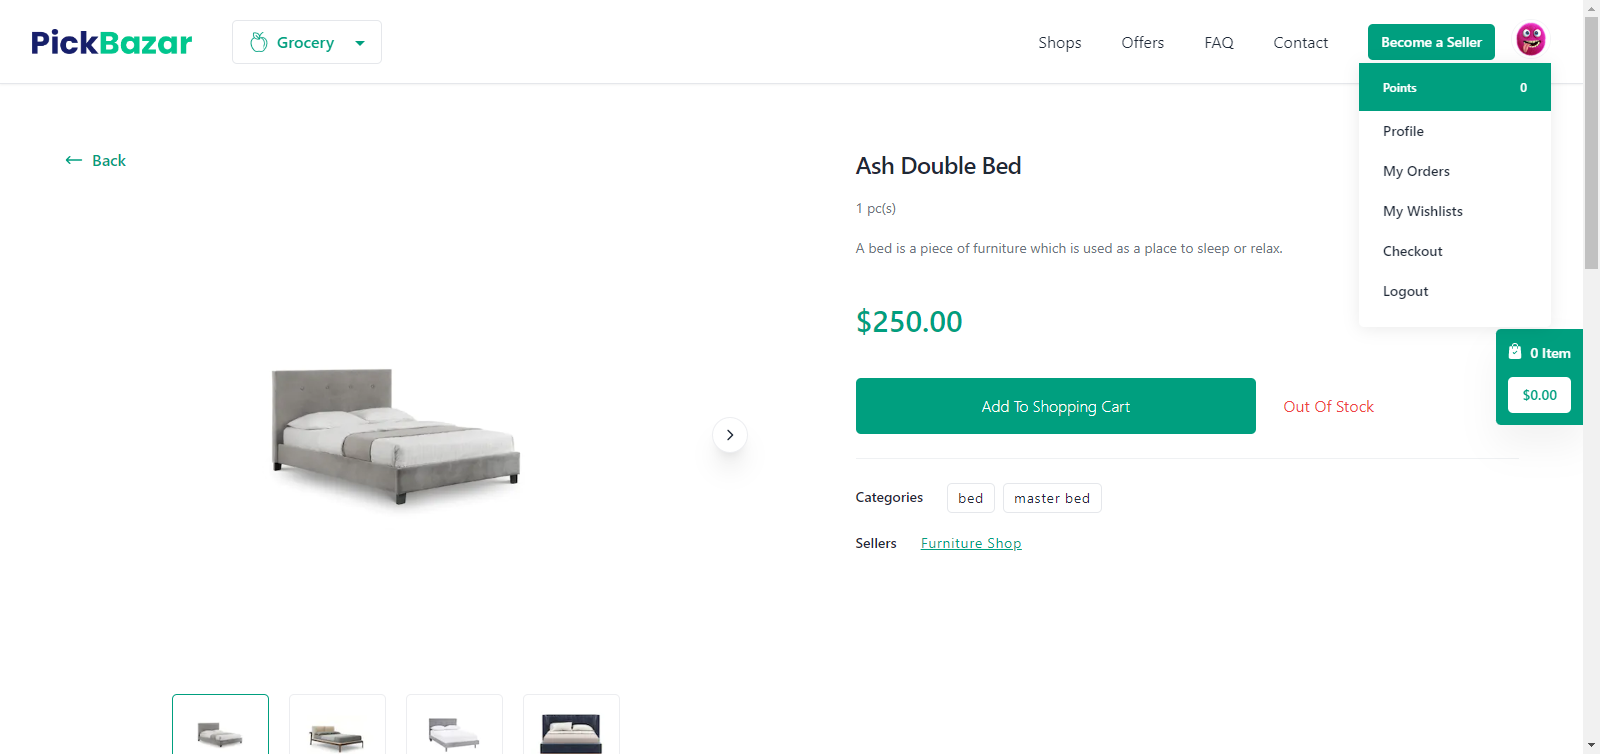 PickBazar
Grocery
Shops
Offers
FAQ
Contact
Become a Seller
Points 0
Profile
My Orders
My Wishlists
Checkout
Logout
Back
Ash Double Bed
1 pc(s)
A bed is a piece of furniture which is used as a place to sleep or relax.
$250.00
0 Item
$0.00
Add To Shopping Cart
Out Of Stock
Categories bed master bed
Sellers Furniture Shop